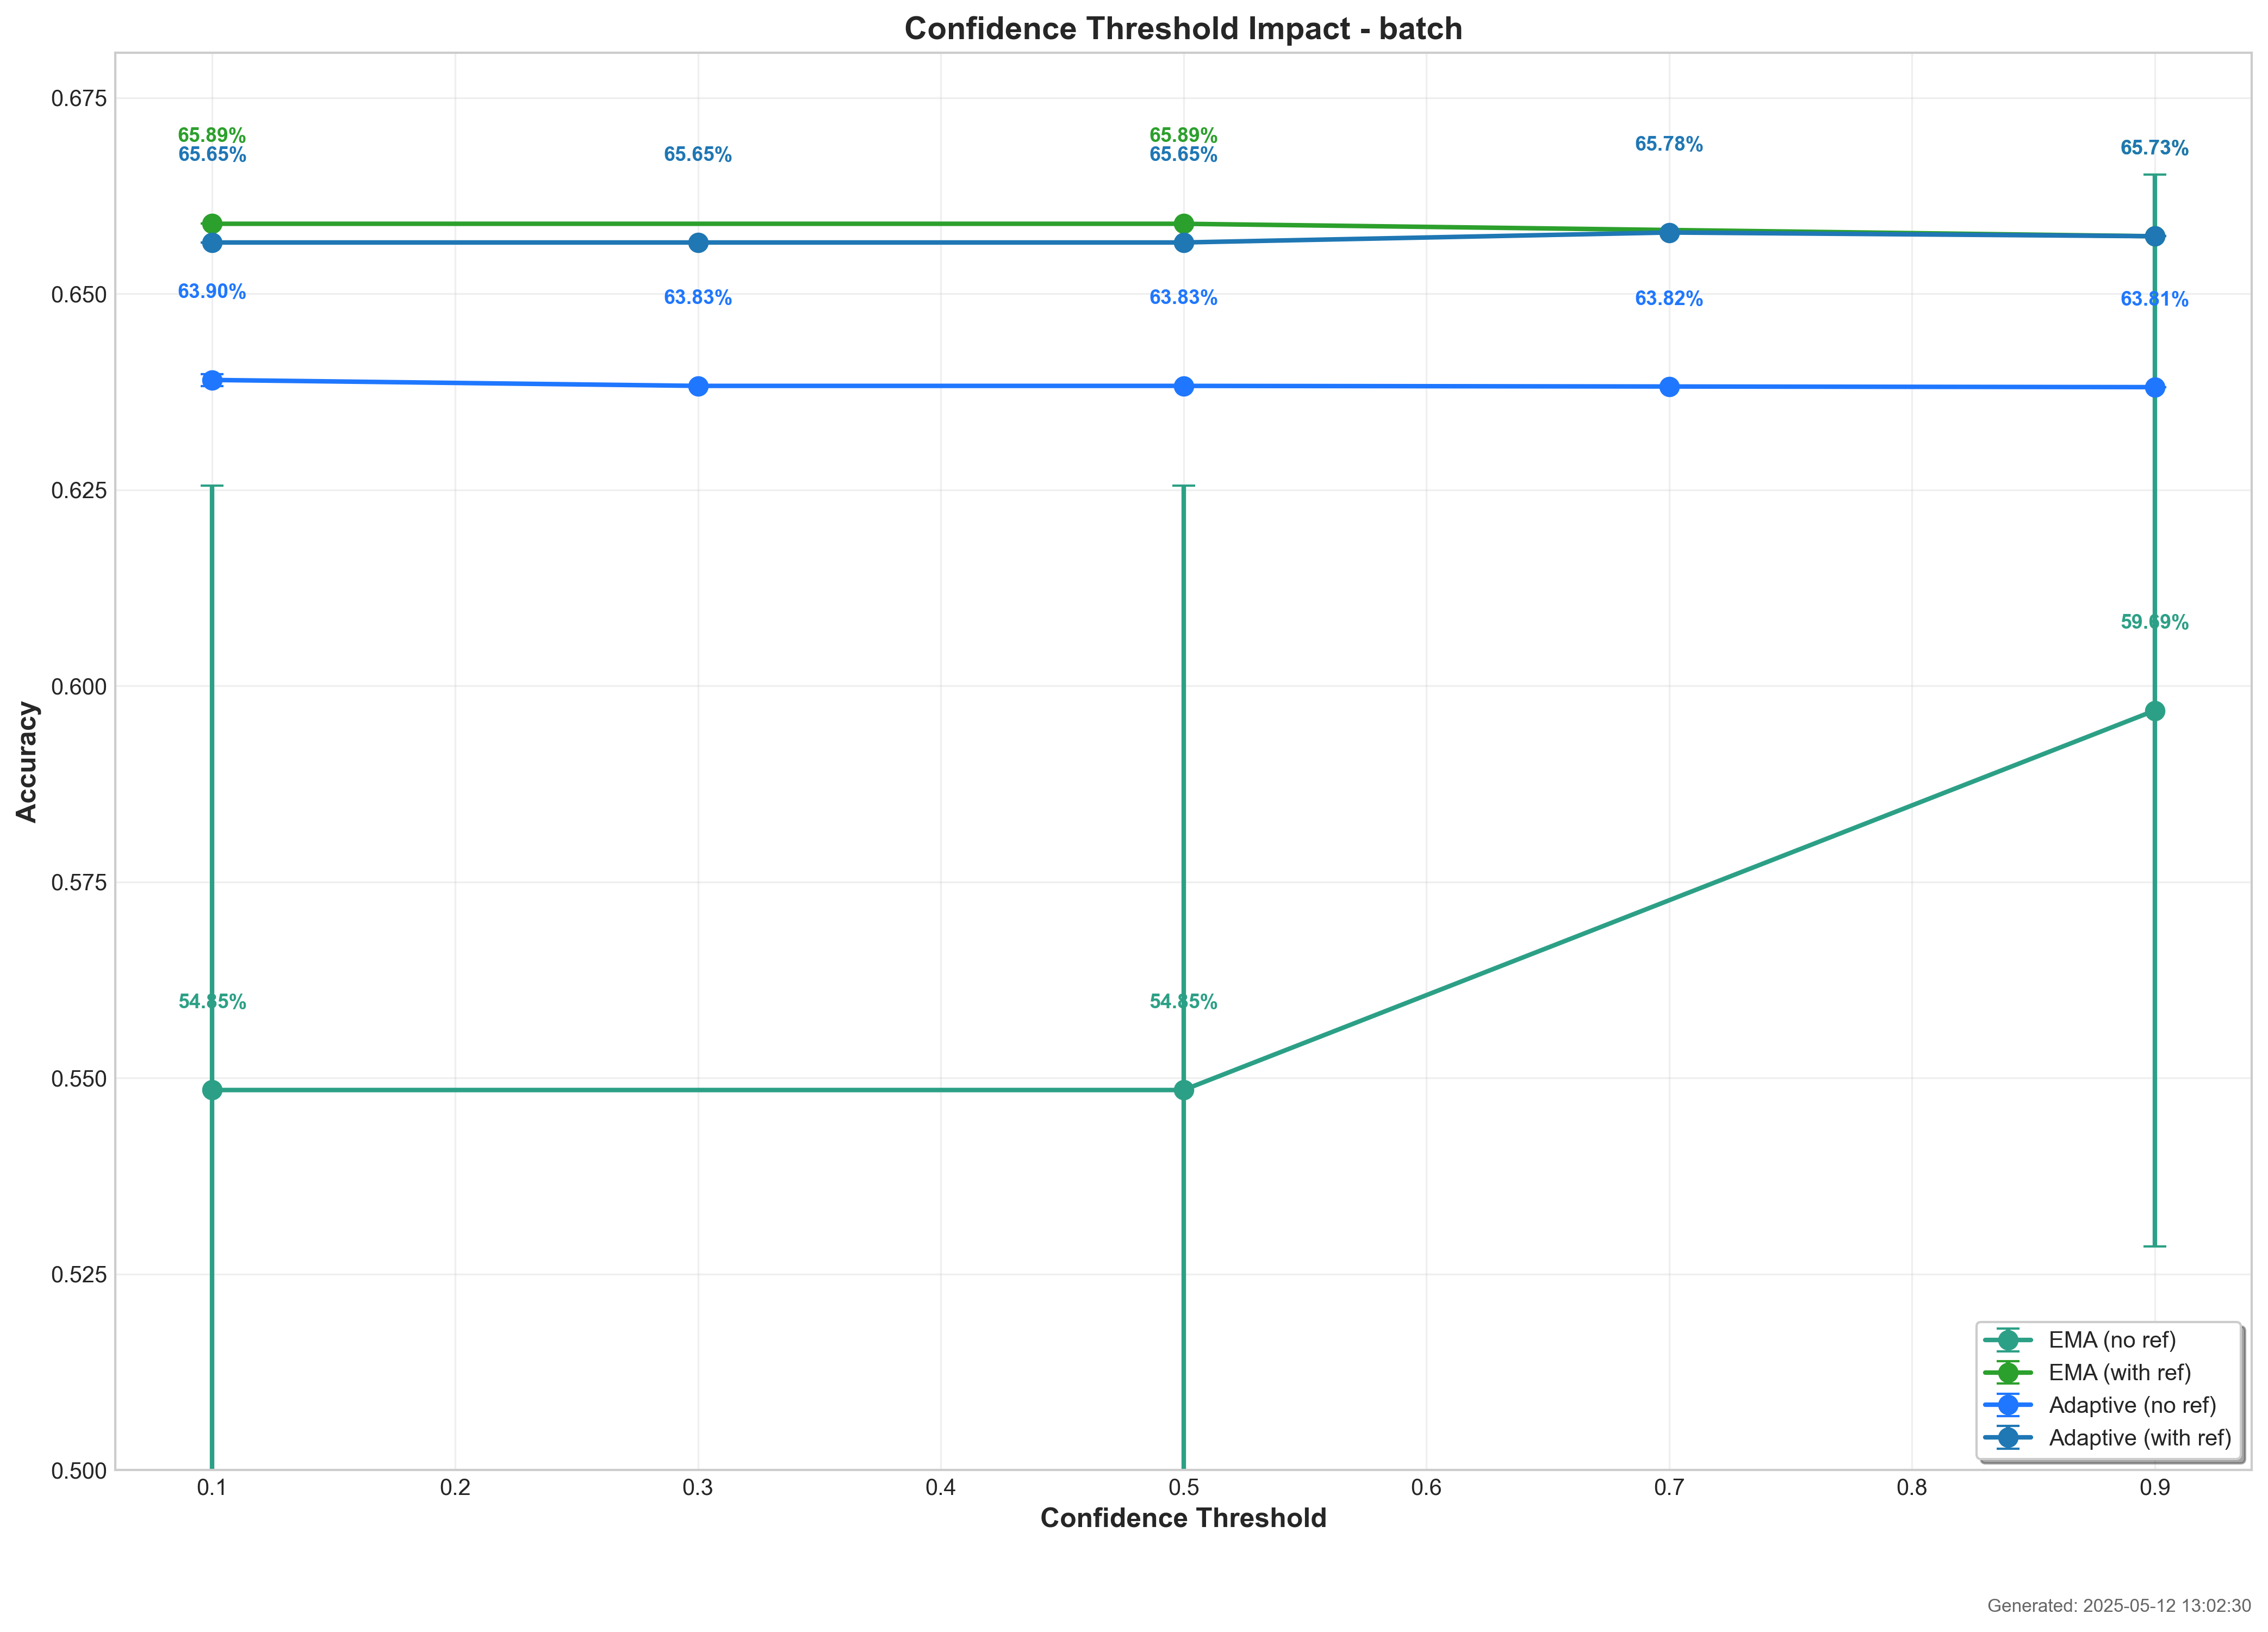 Confidence Threshold Impact - batch
0.675
65.89%
65.89%
65.65%
65.65%
65.65%
65.78%
65.73%
0.650
63.90%
63.83%
63.83%
63.82%
63.81%
0.625
59.69%
0.600
0.575
54.85%
54.85%
0.550
0.525
0.500
Accuracy
EMA (no ref)
EMA (with ref)
Adaptive (no ref)
Adaptive (with ref)
0.1 0.2 0.3 0.4 0.5 0.6 0.7 0.8 0.9
Confidence Threshold
Generated: 2025-05-12 13:02:30